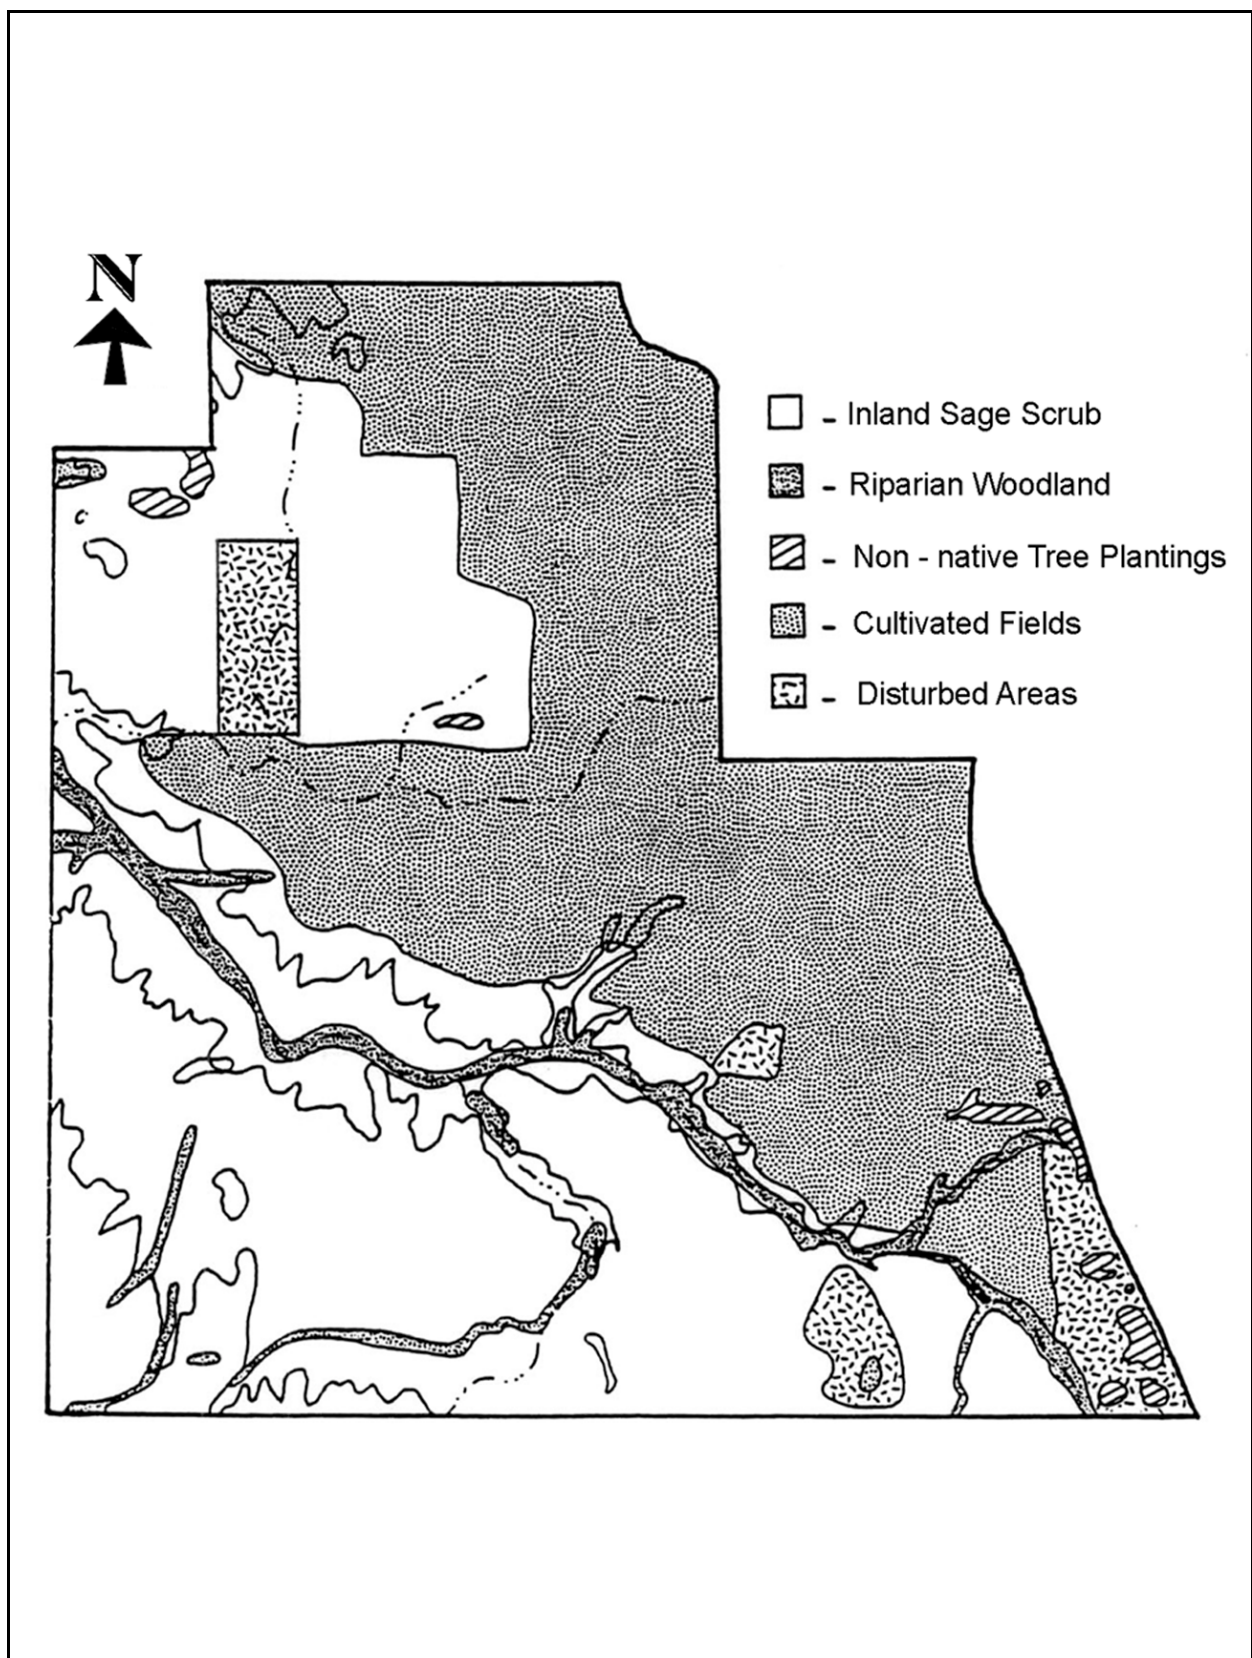 N
- Inland Sage Scrub
- Riparian Woodland
- Non - native Tree Plantings
- Cultivated Fields
- Disturbed Areas